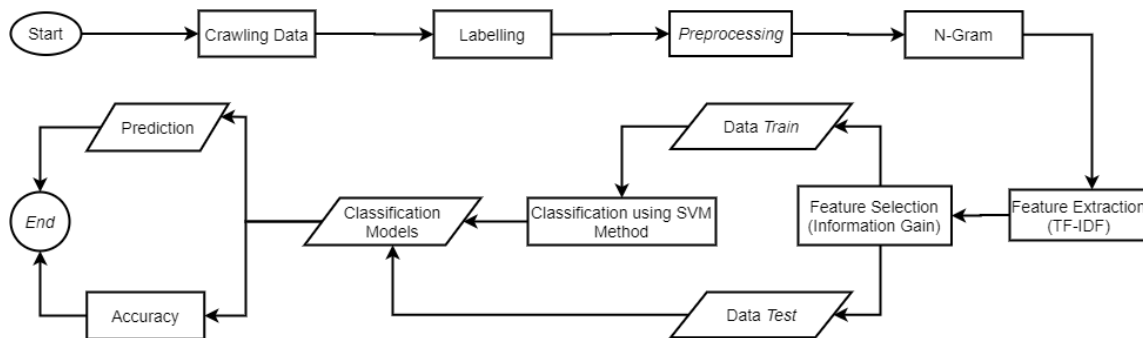 Start
Crawling Data
Labelling
Preprocessing
N-Gram
Feature Extraction
(TF-IDF)
Feature Selection
(Information Gain)
Data Train
Data Test
Classification using SVM
Method
Classification
Models
Prediction
Accuracy
End